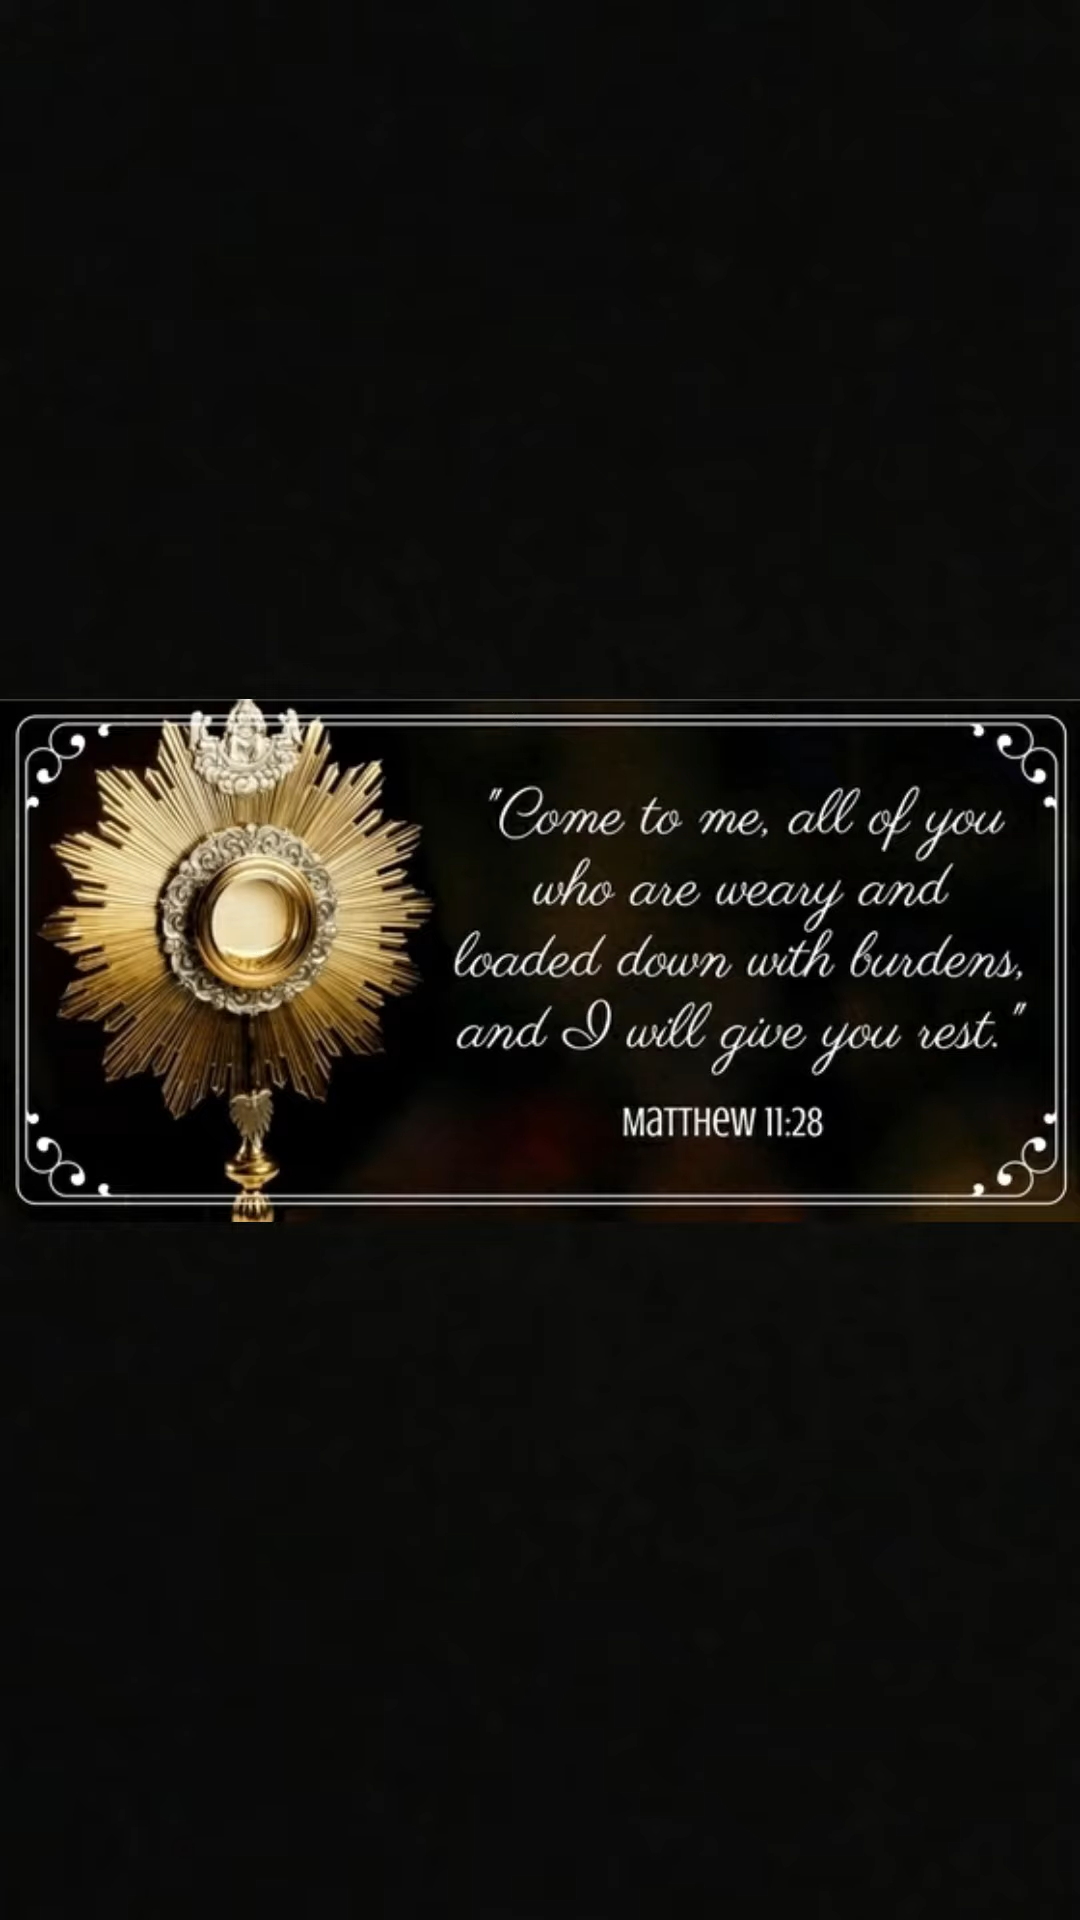 "Come to me, all of you
who are weary and
loaded down with burdens,
and I will give you rest."
Matthew 11:28